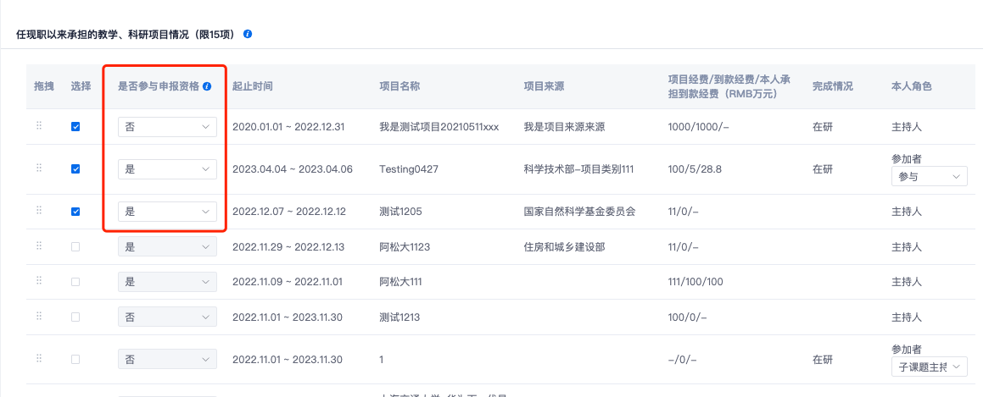 任现职以来承担的教学、科研项目情况（限15项）
拖拽 选择 是否参与申报资格 起止时间 项目名称 项目来源 项目经费/到款经费/本人承 完成情况 本人角色
担到款经费（RMB万元）
否 2020.01.01 ~ 2022.12.31 我是测试项目20210511xxx 我是项目来源来源 1000/1000/- 在研 主持人
是 2023.04.04 ~ 2023.04.06 Testing0427 科学技术部-项目类别111 100/5/28.8 在研 参加者
参与
是 2022.12.07 ~ 2022.12.12 测试1205 国家自然科学基金委员会 11/0/- 主持人
是 2022.11.29 ~ 2022.12.13 阿松大1123 住房和城乡建设部 11/0/- 主持人
是 2022.11.09 ~ 2022.11.01 阿松大111 111/100/100 主持人
否 2022.11.01 ~ 2023.11.30 测试1213 100/0/- 主持人
否 2022.11.01 ~ 2023.11.30 1 -/0/- 在研 参加者
子课题主持